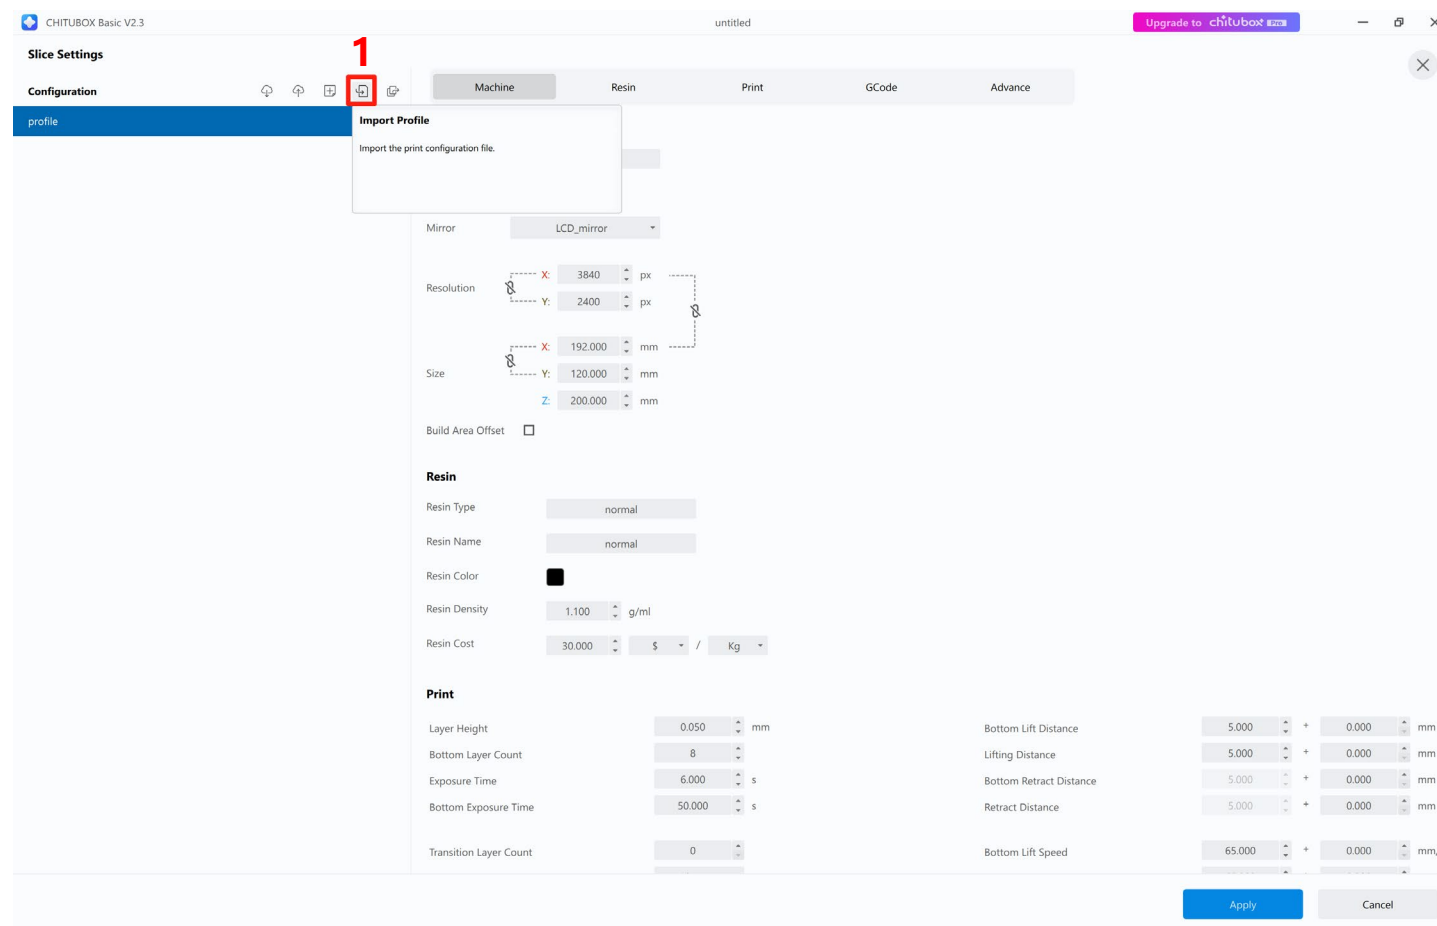 CHITUBOX Basic V2.3
untitled
Upgrade to chitubox Pro
Slice Settings
1
Configuration
Machine
Resin
Print
GCode
Advance
profile
Import Profile
Import the print configuration file.
Mirror
LCD_mirror
Resolution
X: 3840 px
Y: 2400 px
Size
X: 192.000 mm
Y: 120.000 mm
Z: 200.000 mm
Build Area Offset
Resin
Resin Type normal
Resin Name normal
Resin Color
Resin Density 1.100 g/ml
Resin Cost 30.000 $ / Kg
Print
Layer Height 0.050 mm Bottom Lift Distance 5.000 + 0.000 mm
Bottom Layer Count 8 Lifting Distance 5.000 + 0.000 mm
Exposure Time 6.000 s Bottom Retract Distance 5.000 + 0.000 mm
Bottom Exposure Time 50.000 s Retract Distance 5.000 + 0.000 mm
Transition Layer Count 0 Bottom Lift Speed 65.000 + 0.000 mm,
Apply
Cancel